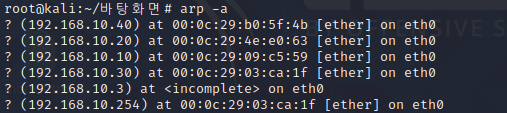 root@kali:~/바탕화면# arp -a
? (192.168.10.40) at 00:0c:29:b0:5f:4b [ether] on eth0
? (192.168.10.20) at 00:0c:29:4e:e0:63 [ether] on eth0
? (192.168.10.10) at 00:0c:29:09:c5:59 [ether] on eth0
? (192.168.10.30) at 00:0c:29:03:ca:1f [ether] on eth0
? (192.168.10.3) at <incomplete> on eth0
? (192.168.10.254) at 00:0c:29:03:ca:1f [ether] on eth0